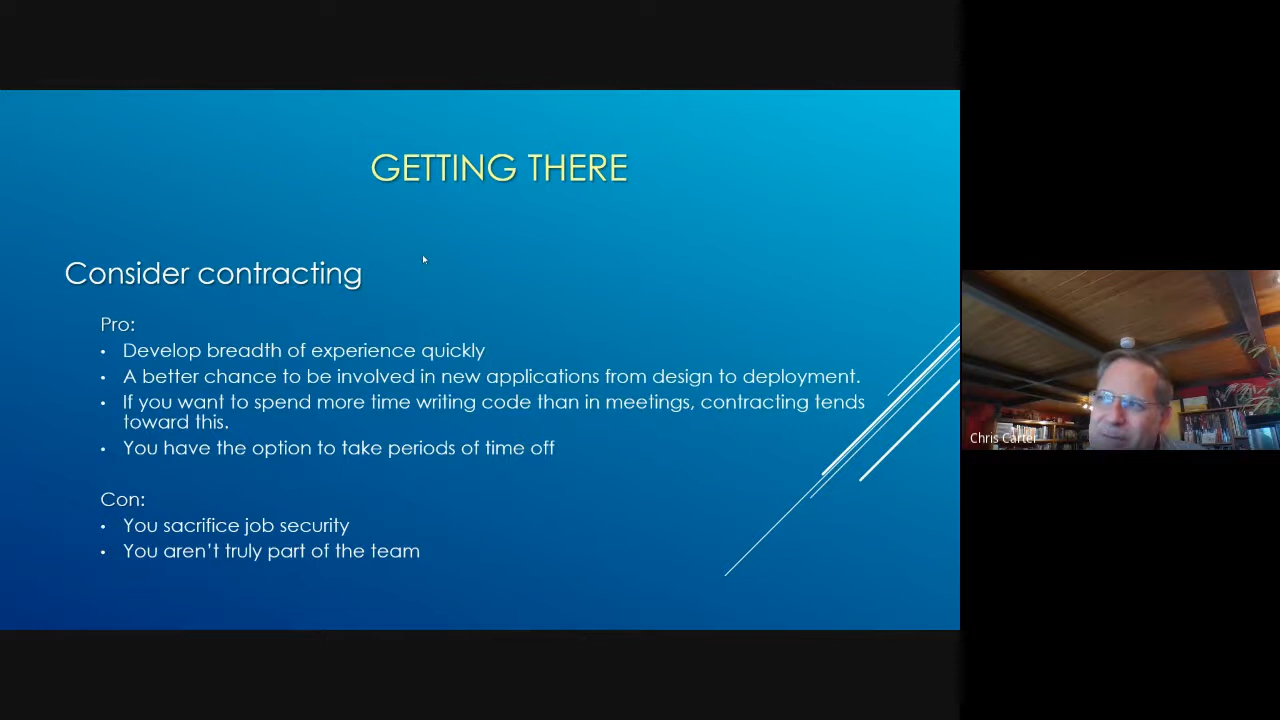 GETTING THERE
Consider contracting
Pro:
• Develop breadth of experience quickly
• A better chance to be involved in new applications from design to deployment.
• If you want to spend more time writing code than in meetings, contracting tends
toward this.
• You have the option to take periods of time off
Con:
• You sacrifice job security
• You aren’t truly part of the team
Chris Carter